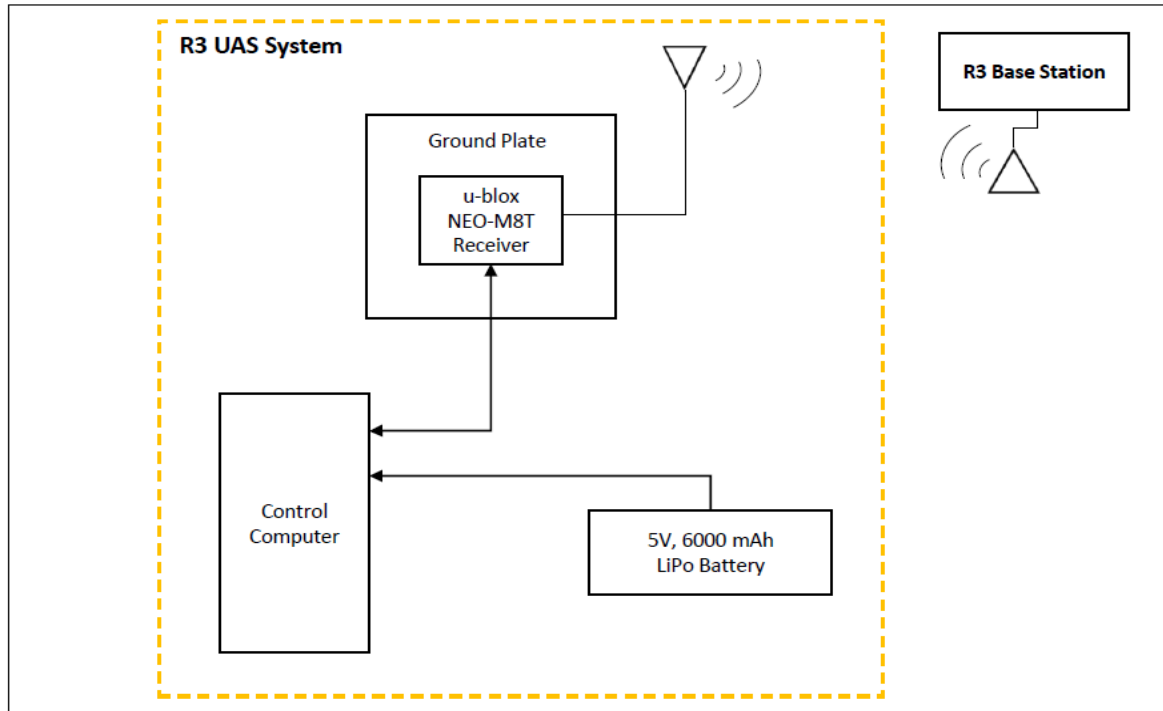 R3 UAS System
R3 Base Station
Ground Plate
u-blox
NEO-M8T
Receiver
Control
Computer
5V, 6000 mAh
LiPo Battery